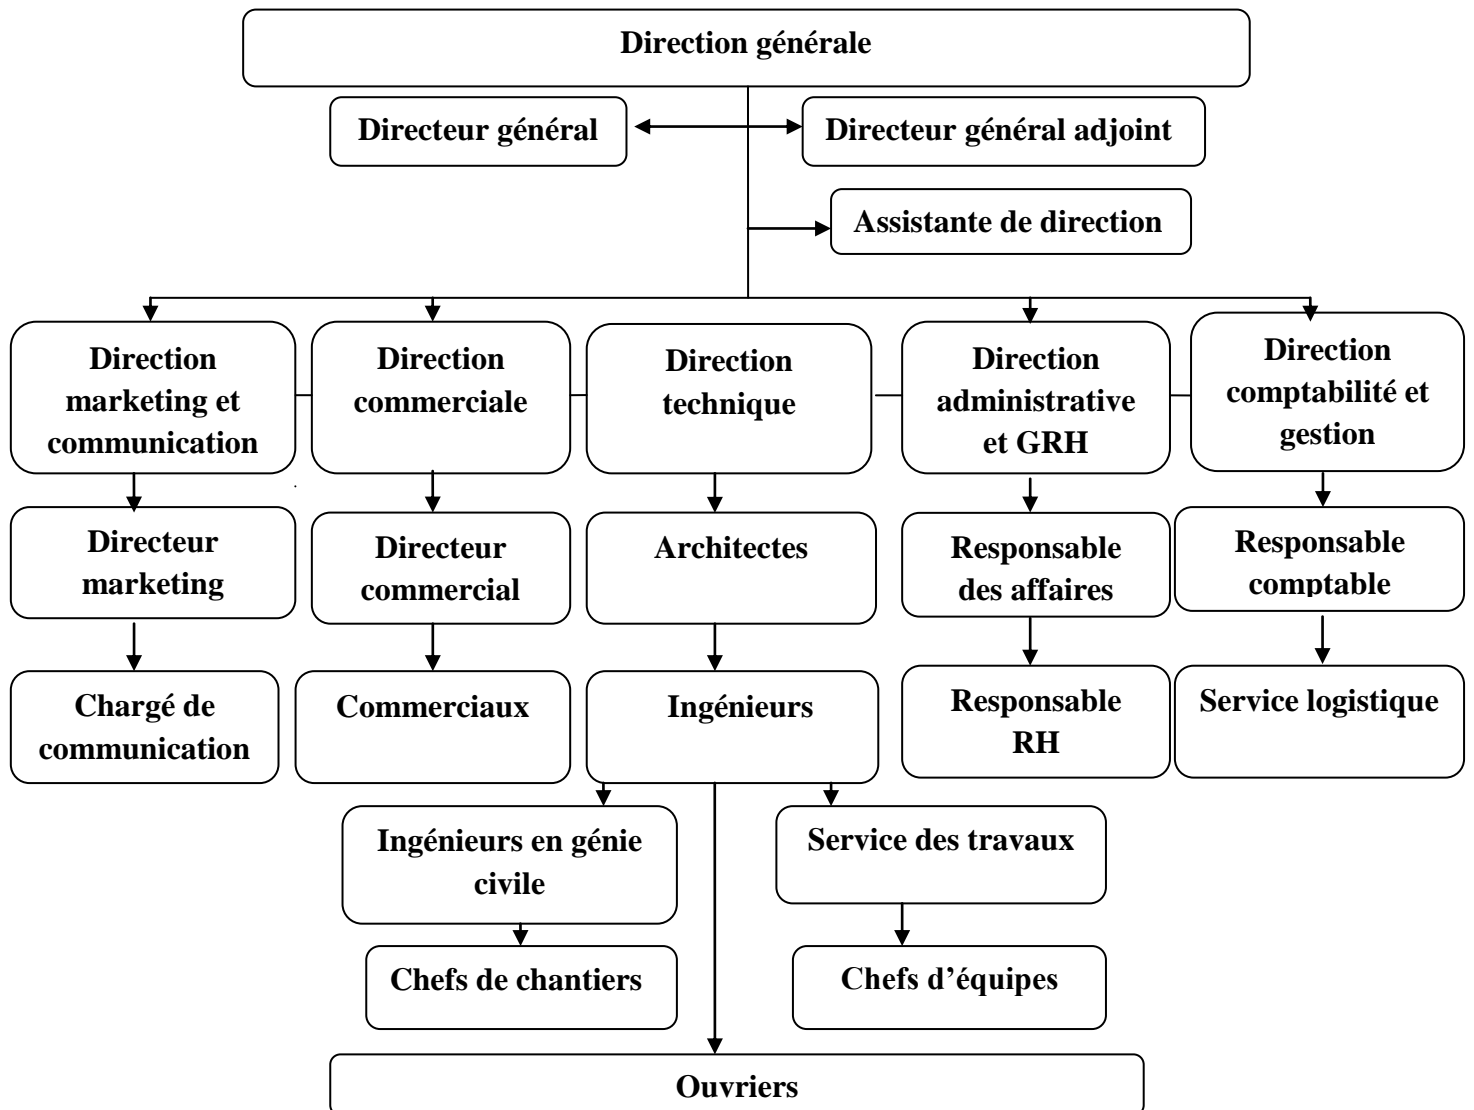 Direction générale
Directeur général
Directeur général adjoint
Assistante de direction
Direction
marketing et
communication
Direction
commerciale
Direction
technique
Direction
administrative
et GRH
Direction
comptabilité et
gestion
Directeur
marketing
Directeur
commercial
Architectes
Responsable
des affaires
Responsable
comptable
Chargé de
communication
Commerciaux
Ingénieurs
Responsable
RH
Service logistique
Ingénieurs en génie
civile
Service des travaux
Chefs de chantiers
Chefs d’équipes
Ouvriers